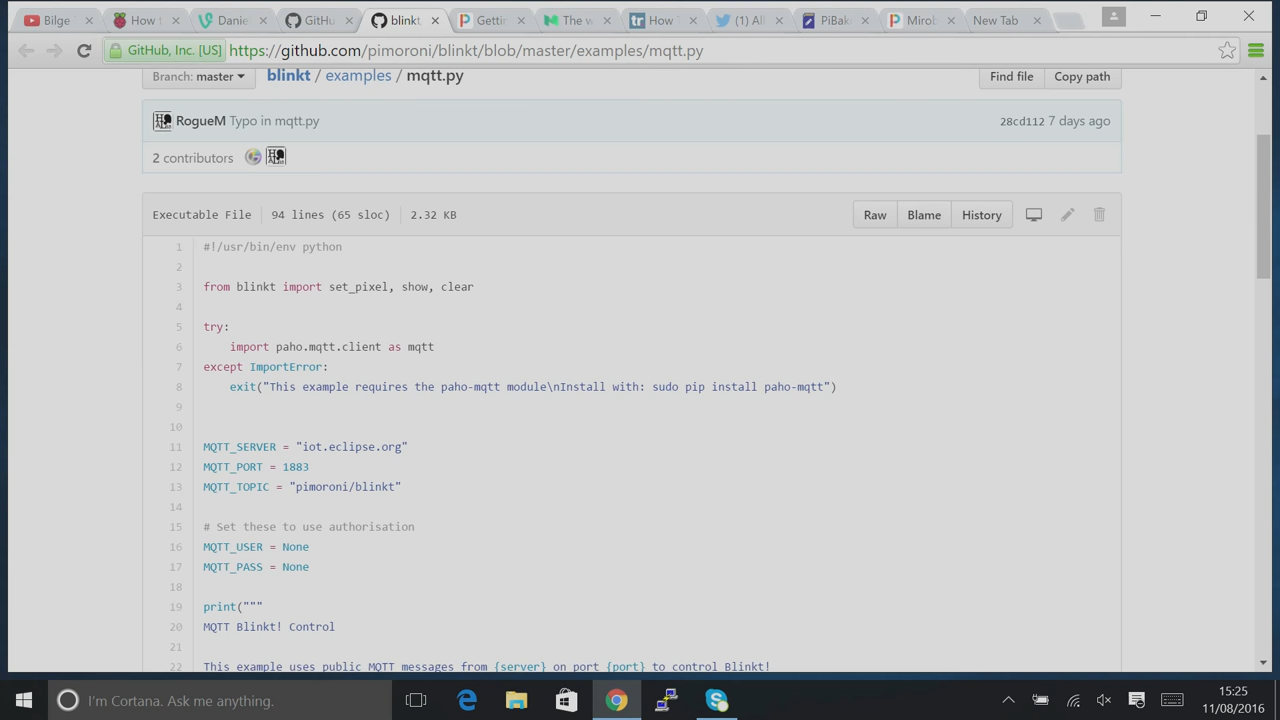 Bilge
How t
Danie
GitHu
blinkt
Gettin
The w
How T
(1) All
PiBak
Mirob
New Tab
GitHub, Inc. [US]
https://github.com/pimoroni/blinkt/blob/master/examples/mqtt.py
Branch: master
blinkt / examples / mqtt.py
Find file
Copy path
RogueM Typo in mqtt.py
28cd112 7 days ago
2 contributors
Executable File
94 lines (65 sloc)
2.32 KB
Raw
Blame
History
1 #!/usr/bin/env python
2
3 from blinkt import set_pixel, show, clear
4
5 try:
6 import paho.mqtt.client as mqtt
7 except ImportError:
8 exit("This example requires the paho-mqtt module\nInstall with: sudo pip install paho-mqtt")
9
10
11 MQTT_SERVER = "iot.eclipse.org"
12 MQTT_PORT = 1883
13 MQTT_TOPIC = "pimoroni/blinkt"
14
15 # Set these to use authorisation
16 MQTT_USER = None
17 MQTT_PASS = None
18
19 print("""
20 MQTT Blinkt! Control
21
22 This example uses public MQTT messages from {server} on port {port} to control Blinkt!
I'm Cortana. Ask me anything.
15:25
11/08/2016